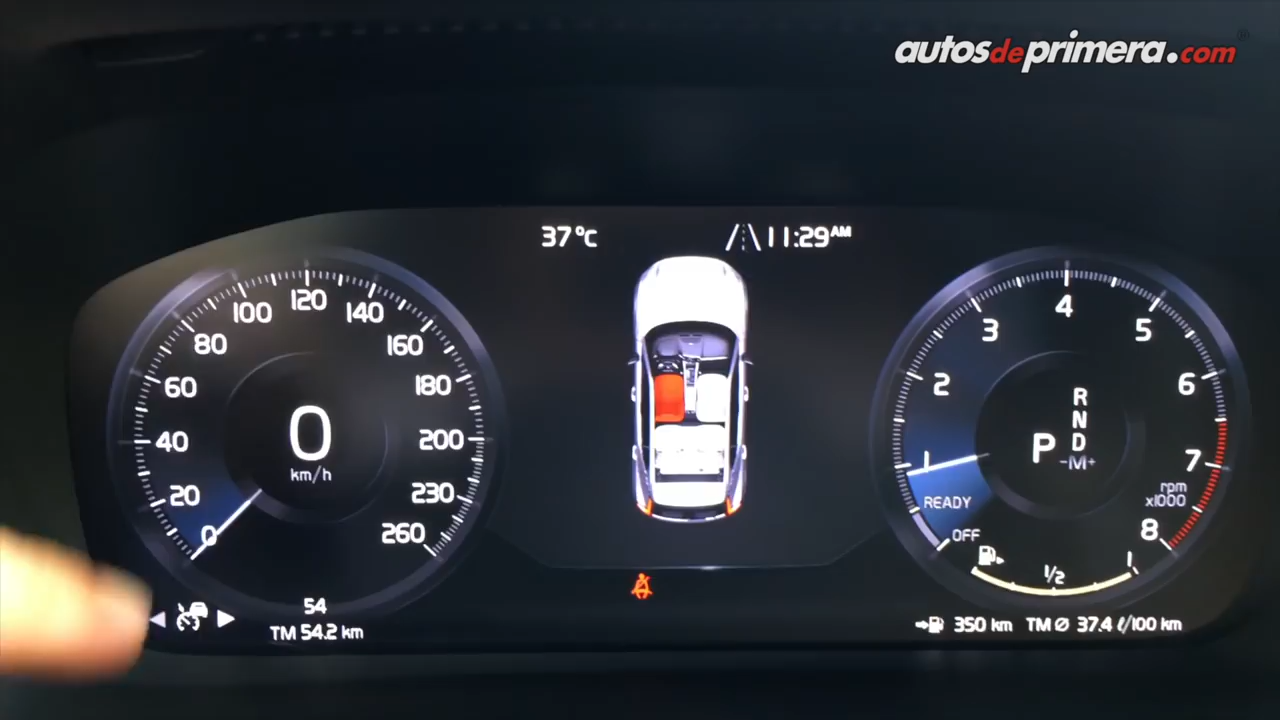 autosdeprimera.com
37°C
11:29AM
0
20
40
60
80
100
120
140
160
180
200
230
260
0
km/h
54
TM 54.2 km
OFF
READY
1
2
3
4
5
6
7
8
rpm
x1000
R
N
P D
-M+
1/2
1
350 km TM Ø 37.4 ℓ/100 km